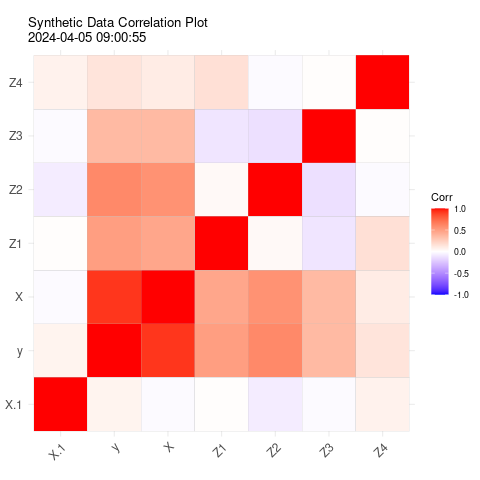 Synthetic Data Correlation Plot
2024-04-05 09:00:55
Z4
Z3
Z2
Z1
X
y
X.1
X.1 y X Z1 Z2 Z3 Z4
Corr
1.0
0.5
0.0
-0.5
-1.0